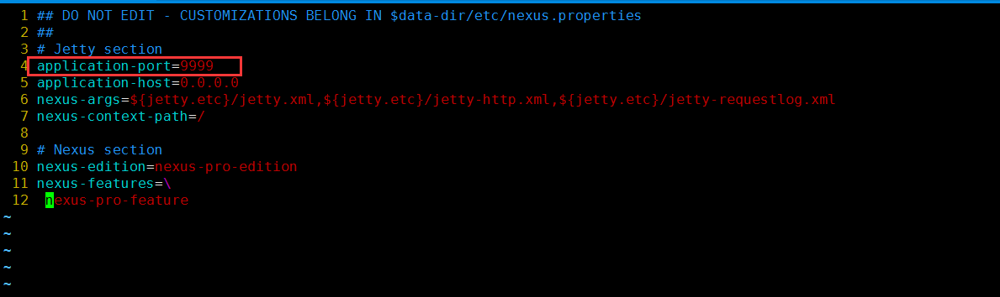 1 ## DO NOT EDIT - CUSTOMIZATIONS BELONG IN $data-dir/etc/nexus.properties
2 ##
3 # Jetty section
4 application-port=9999
5 application-host=0.0.0.0
6 nexus-args=${jetty.etc}/jetty.xml,${jetty.etc}/jetty-http.xml,${jetty.etc}/jetty-requestlog.xml
7 nexus-context-path=/
8
9 # Nexus section
10 nexus-edition=nexus-pro-edition
11 nexus-features=\
12  nexus-pro-feature
~
~
~
~
~